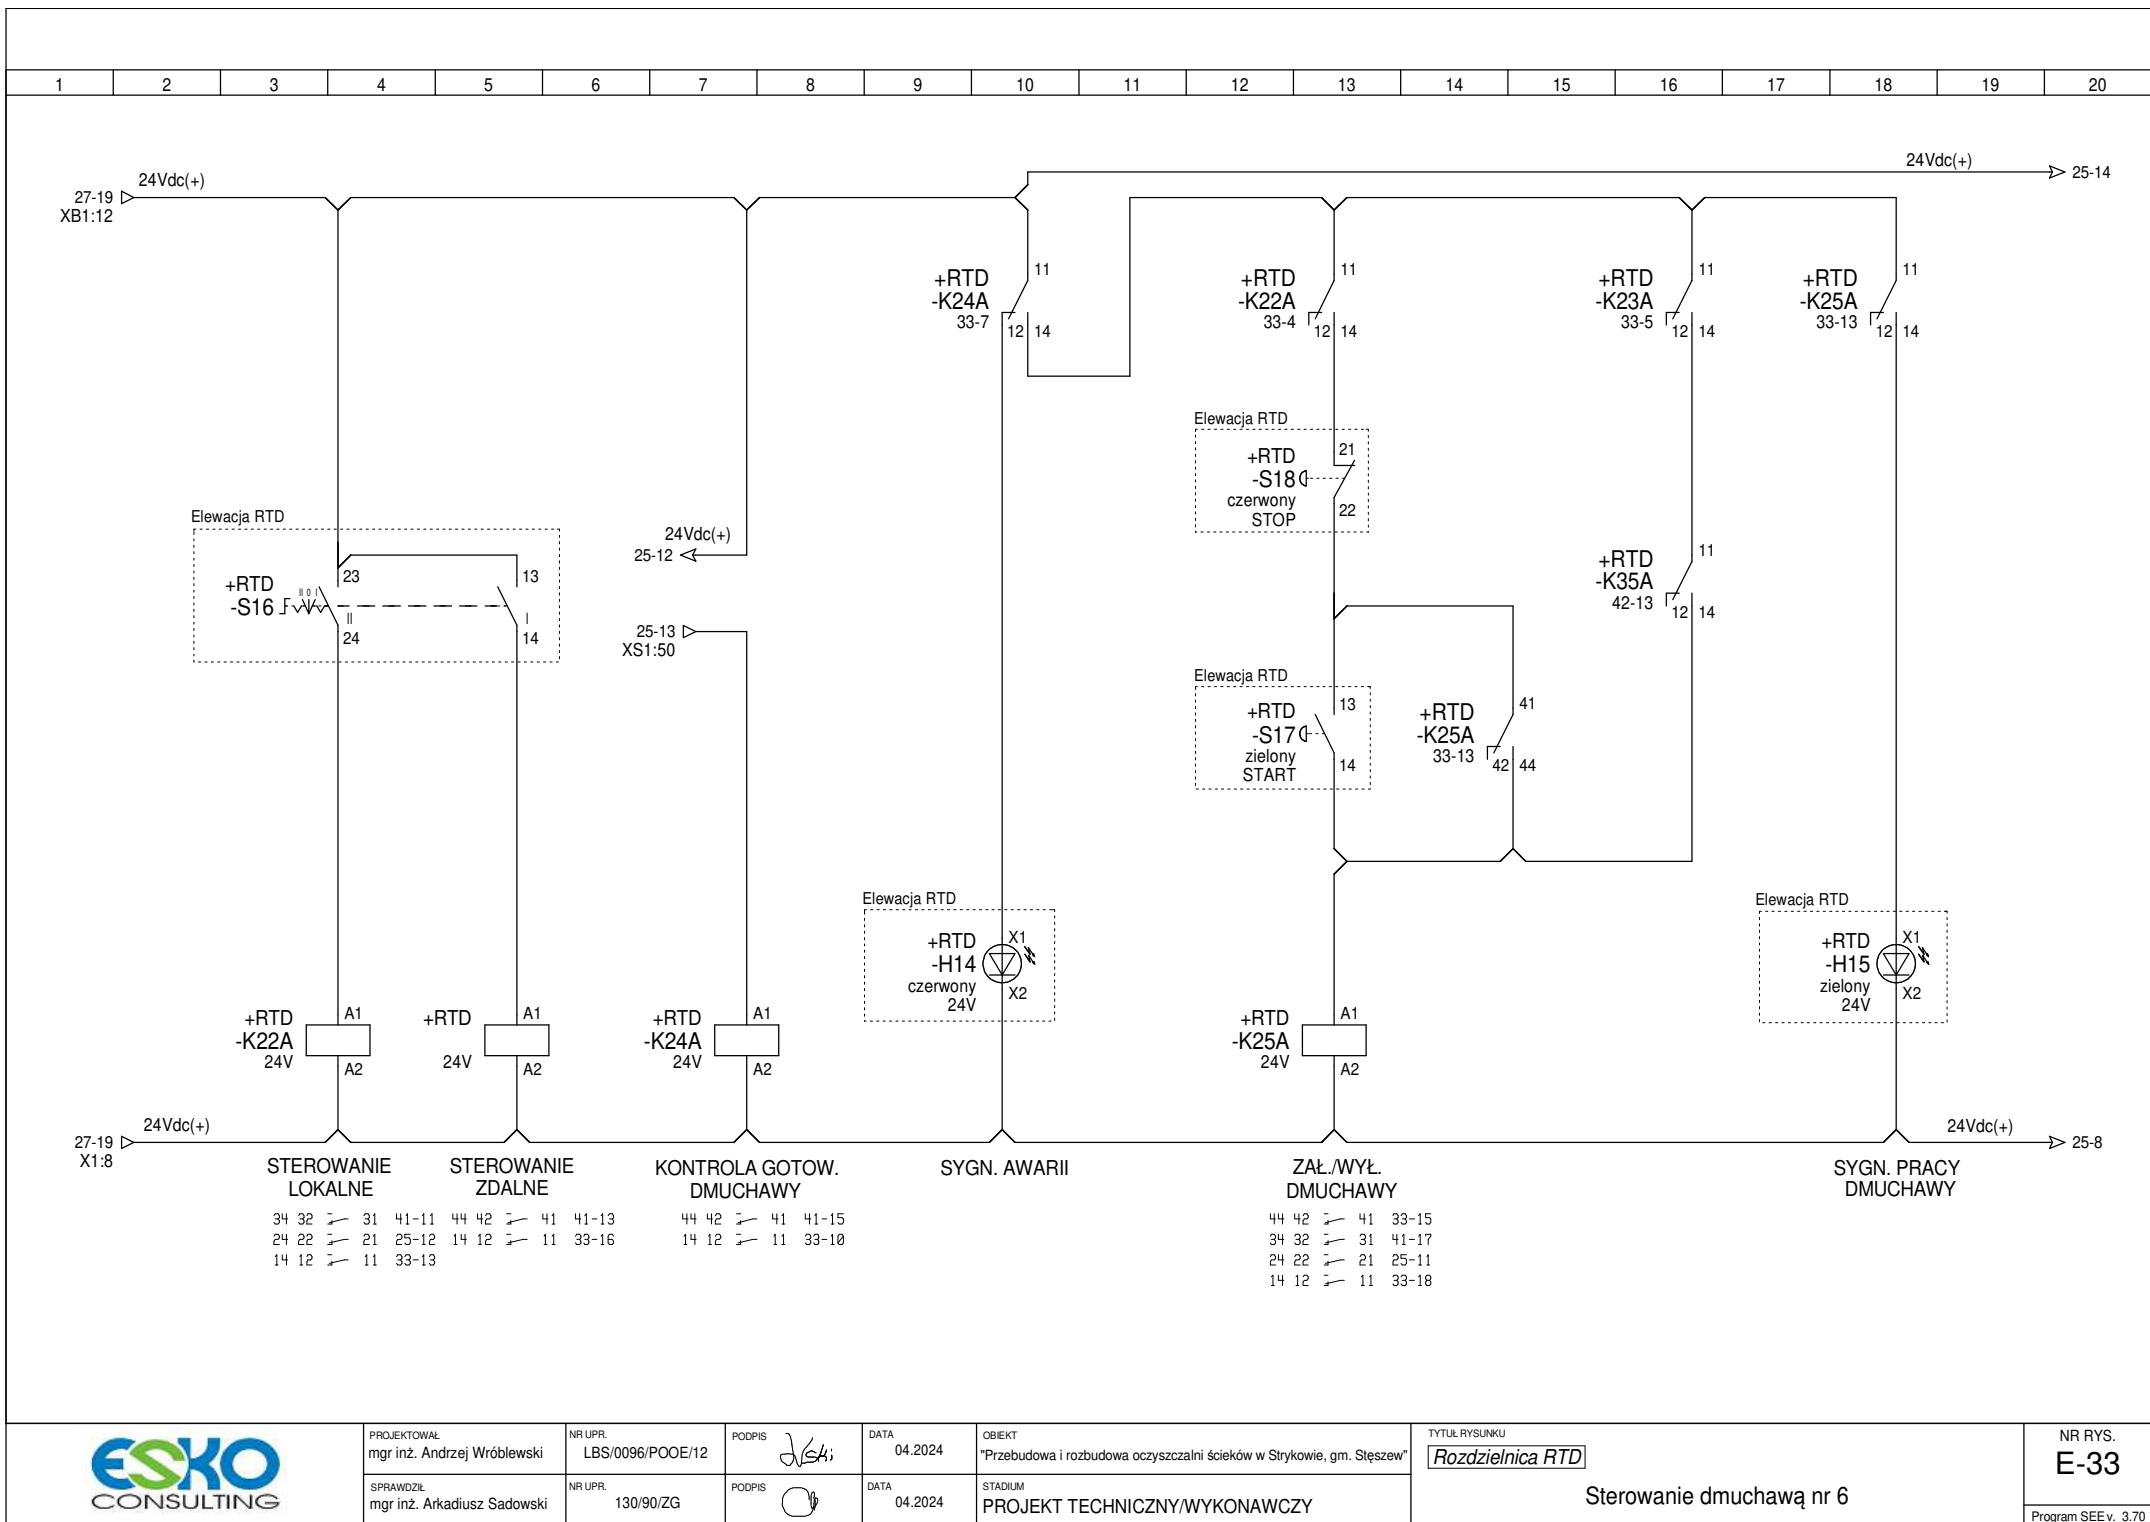 1 2 3 4 5 6 7 8 9 10 11 12 13 14 15 16 17 18 19 20
24Vdc(+)
27-19
XB1:12
24Vdc(+)
25-14
+RTD
-K24A
33-7
11
12 14
+RTD
-K22A
33-4
11
12 14
+RTD
-K23A
33-5
11
12 14
+RTD
-K25A
33-13
11
12 14
Elewacja RTD
+RTD
-S18
czerwony
STOP
21
22
Elewacja RTD
+RTD
-S16
II 0 I
23
II
24
13
I
14
24Vdc(+)
25-12
25-13
XS1:50
+RTD
-K35A
42-13
11
12 14
Elewacja RTD
+RTD
-S17
zielony
START
13
14
+RTD
-K25A
33-13
41
42 44
Elewacja RTD
+RTD
-H14
czerwony
24V
X1
X2
Elewacja RTD
+RTD
-H15
zielony
24V
X1
X2
+RTD
-K22A
24V
A1
A2
+RTD
24V
A1
A2
+RTD
-K24A
24V
A1
A2
+RTD
-K25A
24V
A1
A2
24Vdc(+)
27-19
X1:8
24Vdc(+)
25-8
STEROWANIE
LOKALNE
34 32 31 41-11
24 22 21 25-12
14 12 11 33-13
STEROWANIE
ZDALNE
44 42 41 41-13
14 12 11 33-16
KONTROLA GOTOW.
DMUCHAWY
44 42 41 41-15
14 12 11 33-10
SYGN. AWARII
ZAŁ./WYŁ.
DMUCHAWY
44 42 41 33-15
34 32 31 41-17
24 22 21 25-11
14 12 11 33-18
SYGN. PRACY
DMUCHAWY
ESKO
CONSULTING
PROJEKTOWAŁ
mgr inż. Andrzej Wróblewski
NR UPR.
LBS/0096/POOE/12
PODPIS
DATA
04.2024
OBIEKT
"Przebudowa i rozbudowa oczyszczalni ścieków w Strykowie, gm. Stęszew"
SPRAWDZIŁ
mgr inż. Arkadiusz Sadowski
NR UPR.
130/90/ZG
PODPIS
DATA
04.2024
STADIUM
PROJEKT TECHNICZNY/WYKONAWCZY
TYTUŁ RYSUNKU
Rozdzielnica RTD
Sterowanie dmuchawą nr 6
NR RYS.
E-33
Program SEE v. 3.70